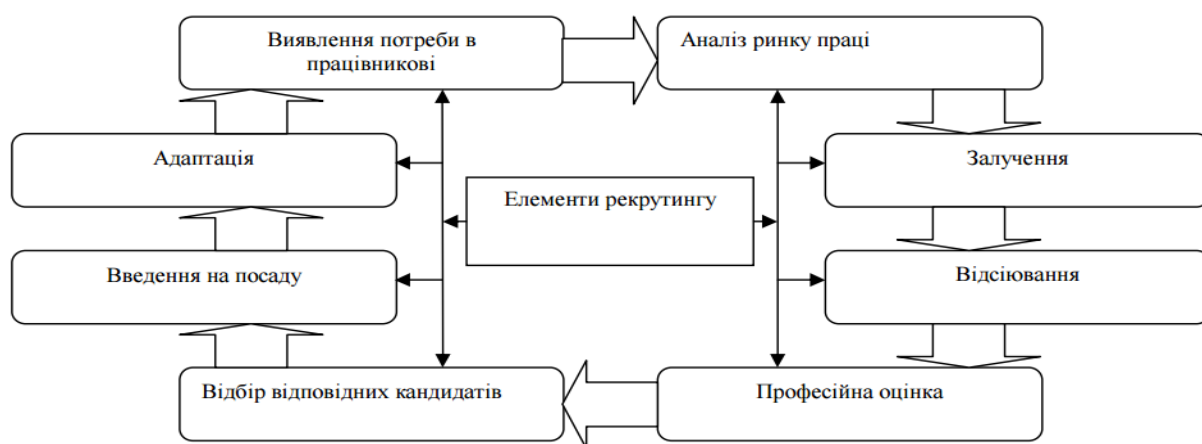 Виявлення потреби в
працівникові
Аналіз ринку праці
Адаптація
Залучення
Елементи рекрутингу
Введення на посаду
Відсіювання
Відбір відповідних кандидатів
Професійна оцінка